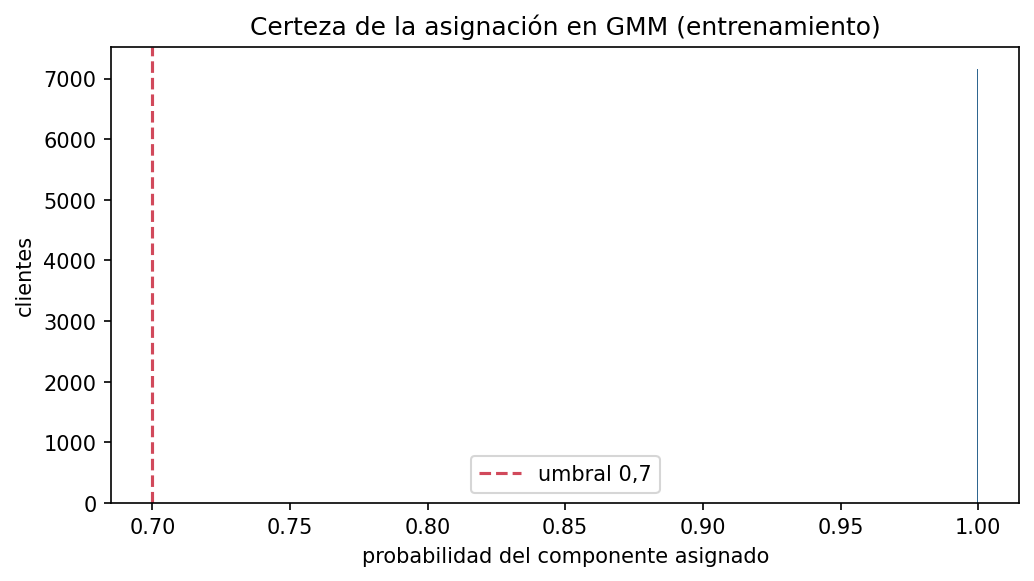 Certeza de la asignación en GMM (entrenamiento)
7000
6000
5000
4000
3000
2000
1000
0
clientes
umbral 0,7
0.70 0.75 0.80 0.85 0.90 0.95 1.00
probabilidad del componente asignado